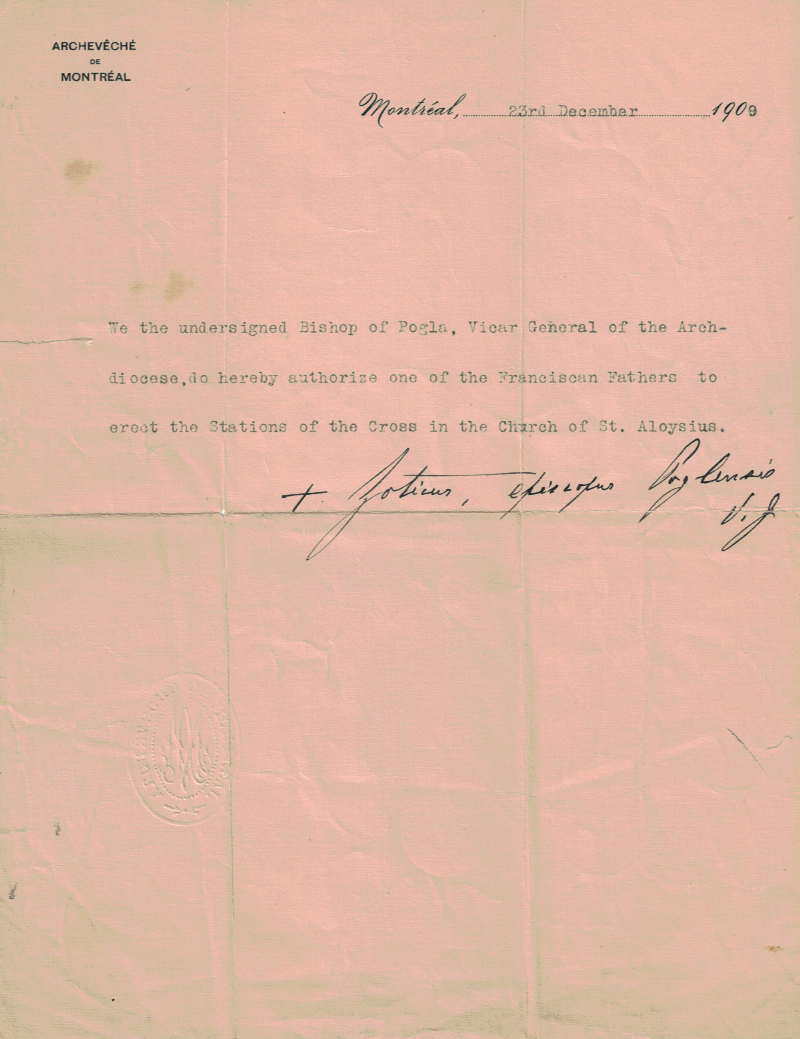 ARCHEVÊCHÉ
DE
MONTRÉAL
Montréal, 23rd December 1909
We the undersigned Bishop of Pogla, Vicar General of the Arch-
diocese,do hereby authorize one of the Franciscan Fathers to
erect the Stations of the Cross in the Church of St. Aloysius.
+ Zoticus, episcopus Poglensis
V. G